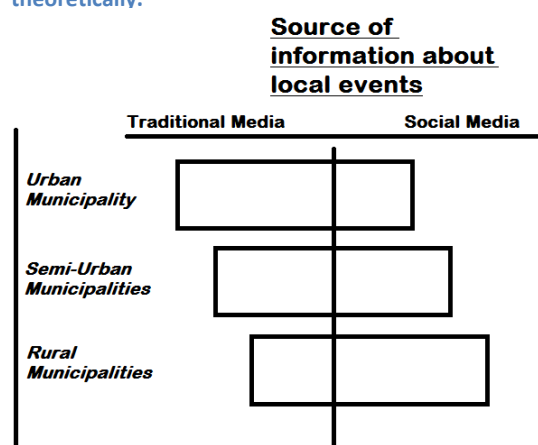 theoretically.
Source of
information about
local events
Traditional Media Social Media
Urban
Municipality
Semi-Urban
Municipalities
Rural
Municipalities